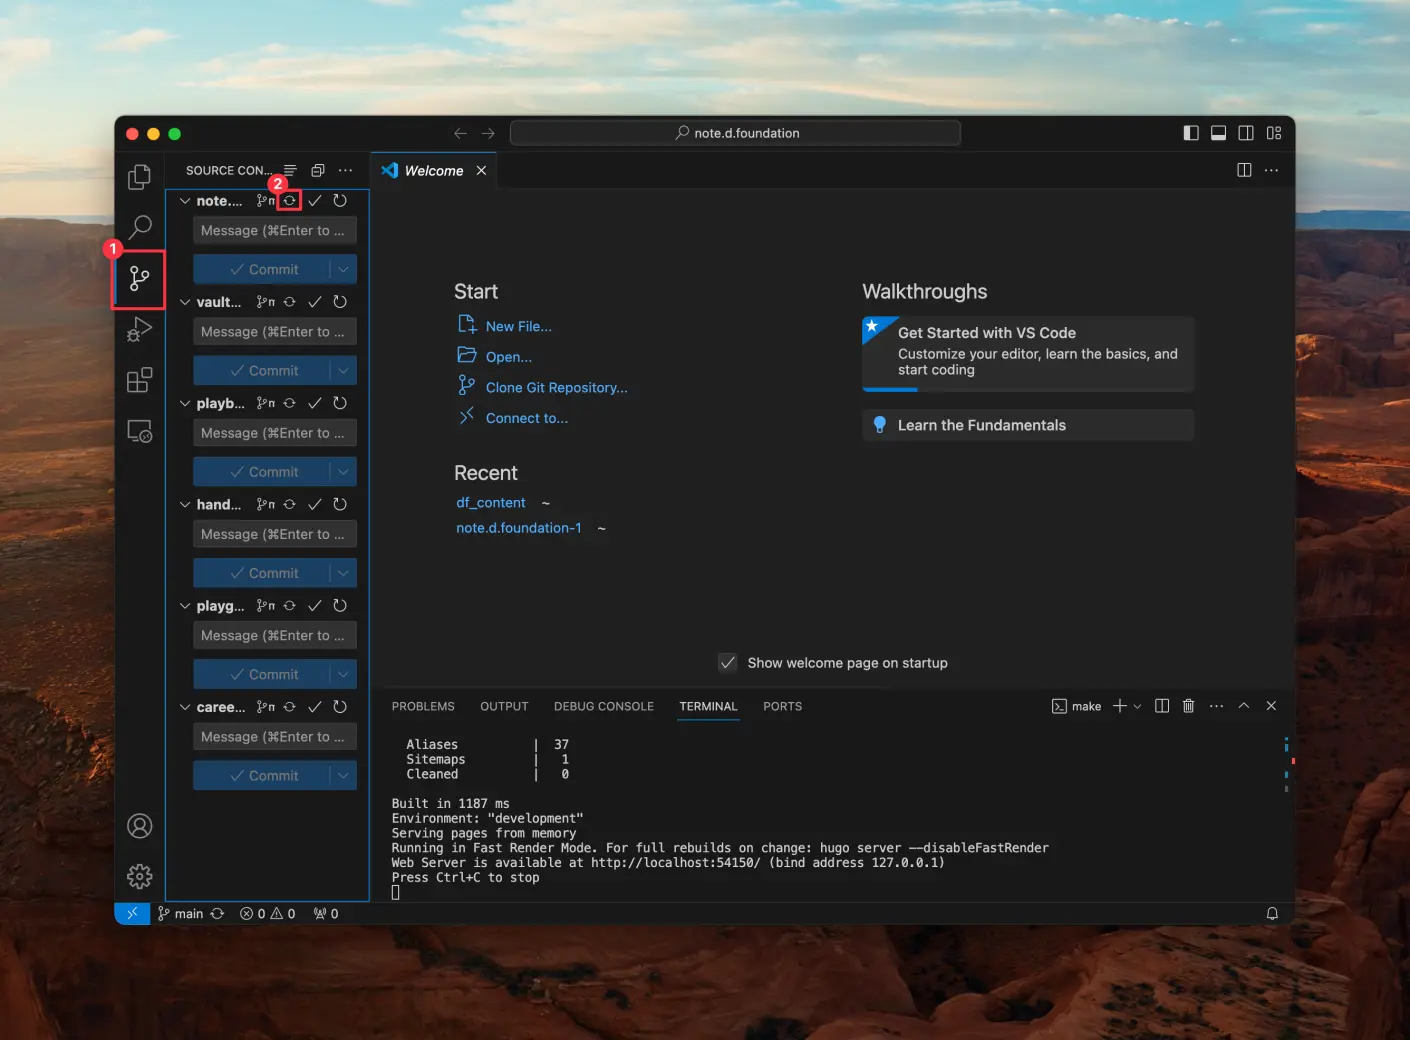 note.d.foundation
SOURCE CON...
Welcome
2
note....
Message (⌘Enter to ...
Commit
1
vault...
Message (⌘Enter to ...
Commit
playb...
Message (⌘Enter to ...
Commit
hand...
Message (⌘Enter to ...
Commit
playg...
Message (⌘Enter to ...
Commit
caree...
Message (⌘Enter to ...
Commit
Start
New File...
Open...
Clone Git Repository...
Connect to...
Recent
df_content ~
note.d.foundation-1 ~
Walkthroughs
Get Started with VS Code
Customize your editor, learn the basics, and
start coding
Learn the Fundamentals
Show welcome page on startup
PROBLEMS OUTPUT DEBUG CONSOLE TERMINAL PORTS make
Aliases | 37
Sitemaps | 1
Cleaned | 0
Built in 1187 ms
Environment: "development"
Serving pages from memory
Running in Fast Render Mode. For full rebuilds on change: hugo server --disableFastRender
Web Server is available at http://localhost:54150/ (bind address 127.0.0.1)
Press Ctrl+C to stop
main 0 0 0